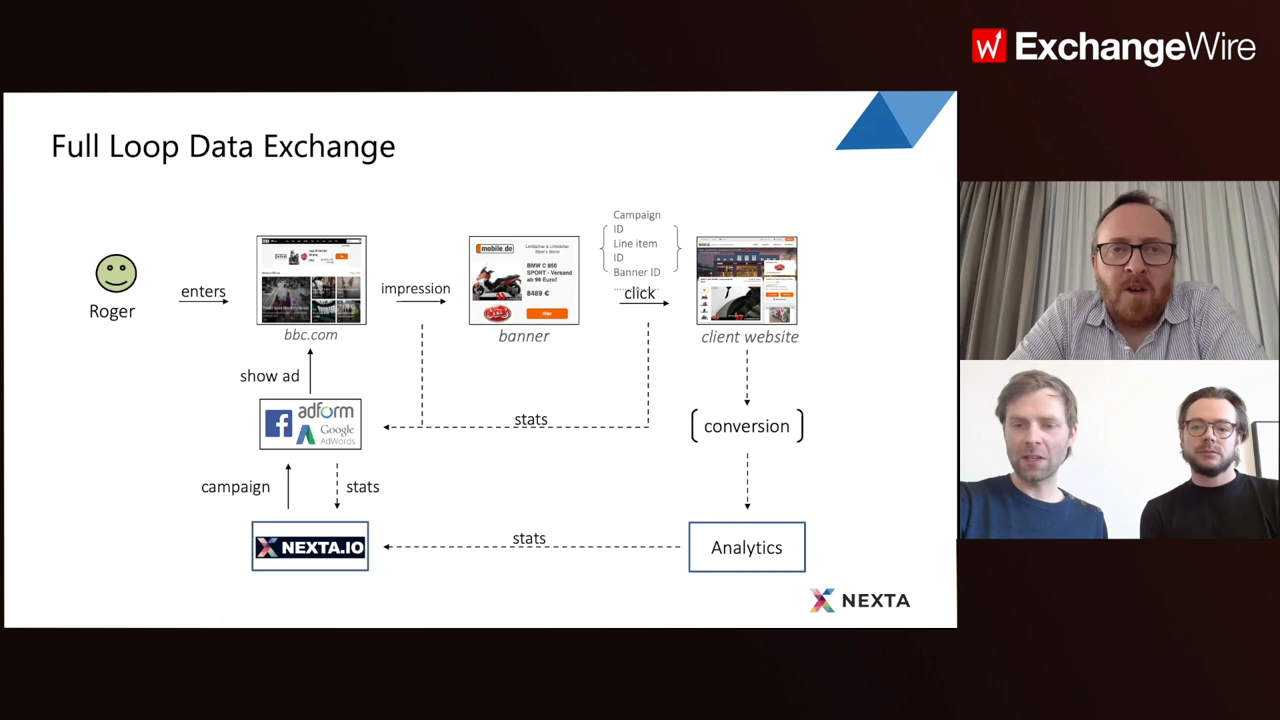 ExchangeWire
Full Loop Data Exchange
Campaign
ID
Line item
ID
Banner ID
click
Roger
enters
bbc.com
impression
mobile.de
BMW C 650
SPORT - Versand
ab 99 Euro!
8489 €
banner
client website
show ad
adform
Google
AdWords
stats
conversion
campaign
stats
NEXTA.IO
stats
Analytics
NEXTA